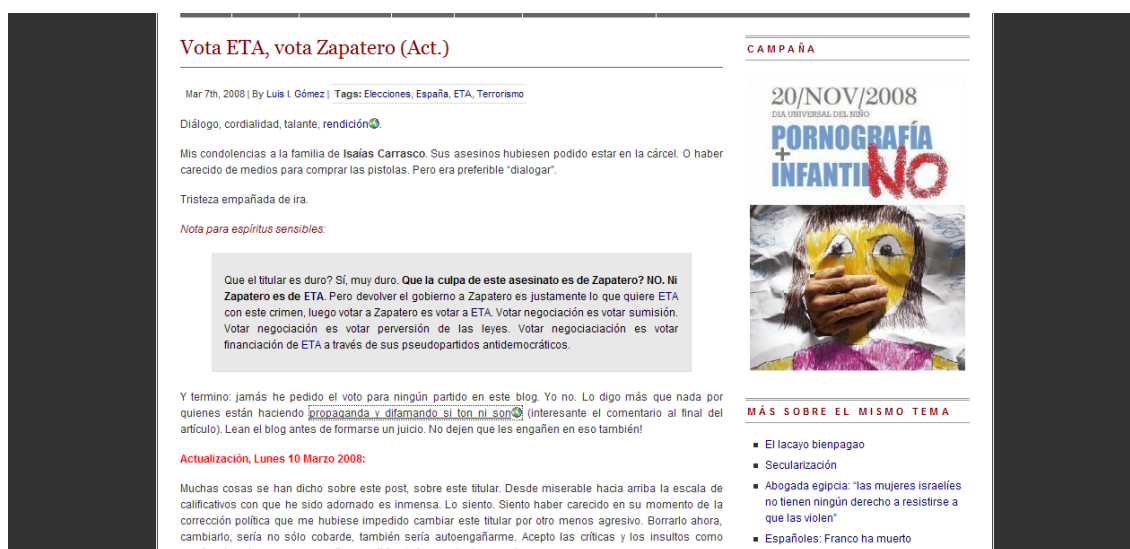 Vota ETA, vota Zapatero (Act.)
Mar 7th, 2008 | By Luis I. Gómez | Tags: Elecciones, España, ETA, Terrorismo
Diálogo, cordialidad, talante, rendición.
Mis condolencias a la familia de Isaías Carrasco. Sus asesinos hubiesen podido estar en la cárcel. O haber
carecido de medios para comprar las pistolas. Pero era preferible “dialogar”.
Tristeza empañada de ira.
Nota para espíritus sensibles:
Que el titular es duro? Sí, muy duro. Que la culpa de este asesinato es de Zapatero? NO. Ni
Zapatero es de ETA. Pero devolver el gobierno a Zapatero es justamente lo que quiere ETA
con este crimen, luego votar a Zapatero es votar a ETA. Votar negociación es votar sumisión.
Votar negociación es votar perversión de las leyes. Votar negociaciación es votar
financiación de ETA a través de sus pseudopartidos antidemocráticos.
Y termino: jamás he pedido el voto para ningún partido en este blog. Yo no. Lo digo más que nada por
quienes están haciendo propaganda y difamando si ton ni son (interesante el comentario al final del
artículo). Lean el blog antes de formarse un juicio. No dejen que les engañen en eso también!
Actualización, Lunes 10 Marzo 2008:
Muchas cosas se han dicho sobre este post, sobre este titular. Desde miserable hacia arriba la escala de
calificativos con que he sido adornado es inmensa. Lo siento. Siento haber carecido en su momento de la
corrección política que me hubiese impedido cambiar este titular por otro menos agresivo. Borrarlo ahora,
cambiarlo, sería no sólo cobarde, también sería autoengañarme. Acepto las críticas y los insultos como
CAMPAÑA
20/NOV/2008
DIA UNIVERSAL DEL NIÑO
PORNOGRAFÍA
+
INFANTIL NO
MÁS SOBRE EL MISMO TEMA
El lacayo bienpagao
Secularización
Abogada egipcia: “las mujeres israelíes
no tienen ningún derecho a resistirse a
que las violen”
Españoles: Franco ha muerto